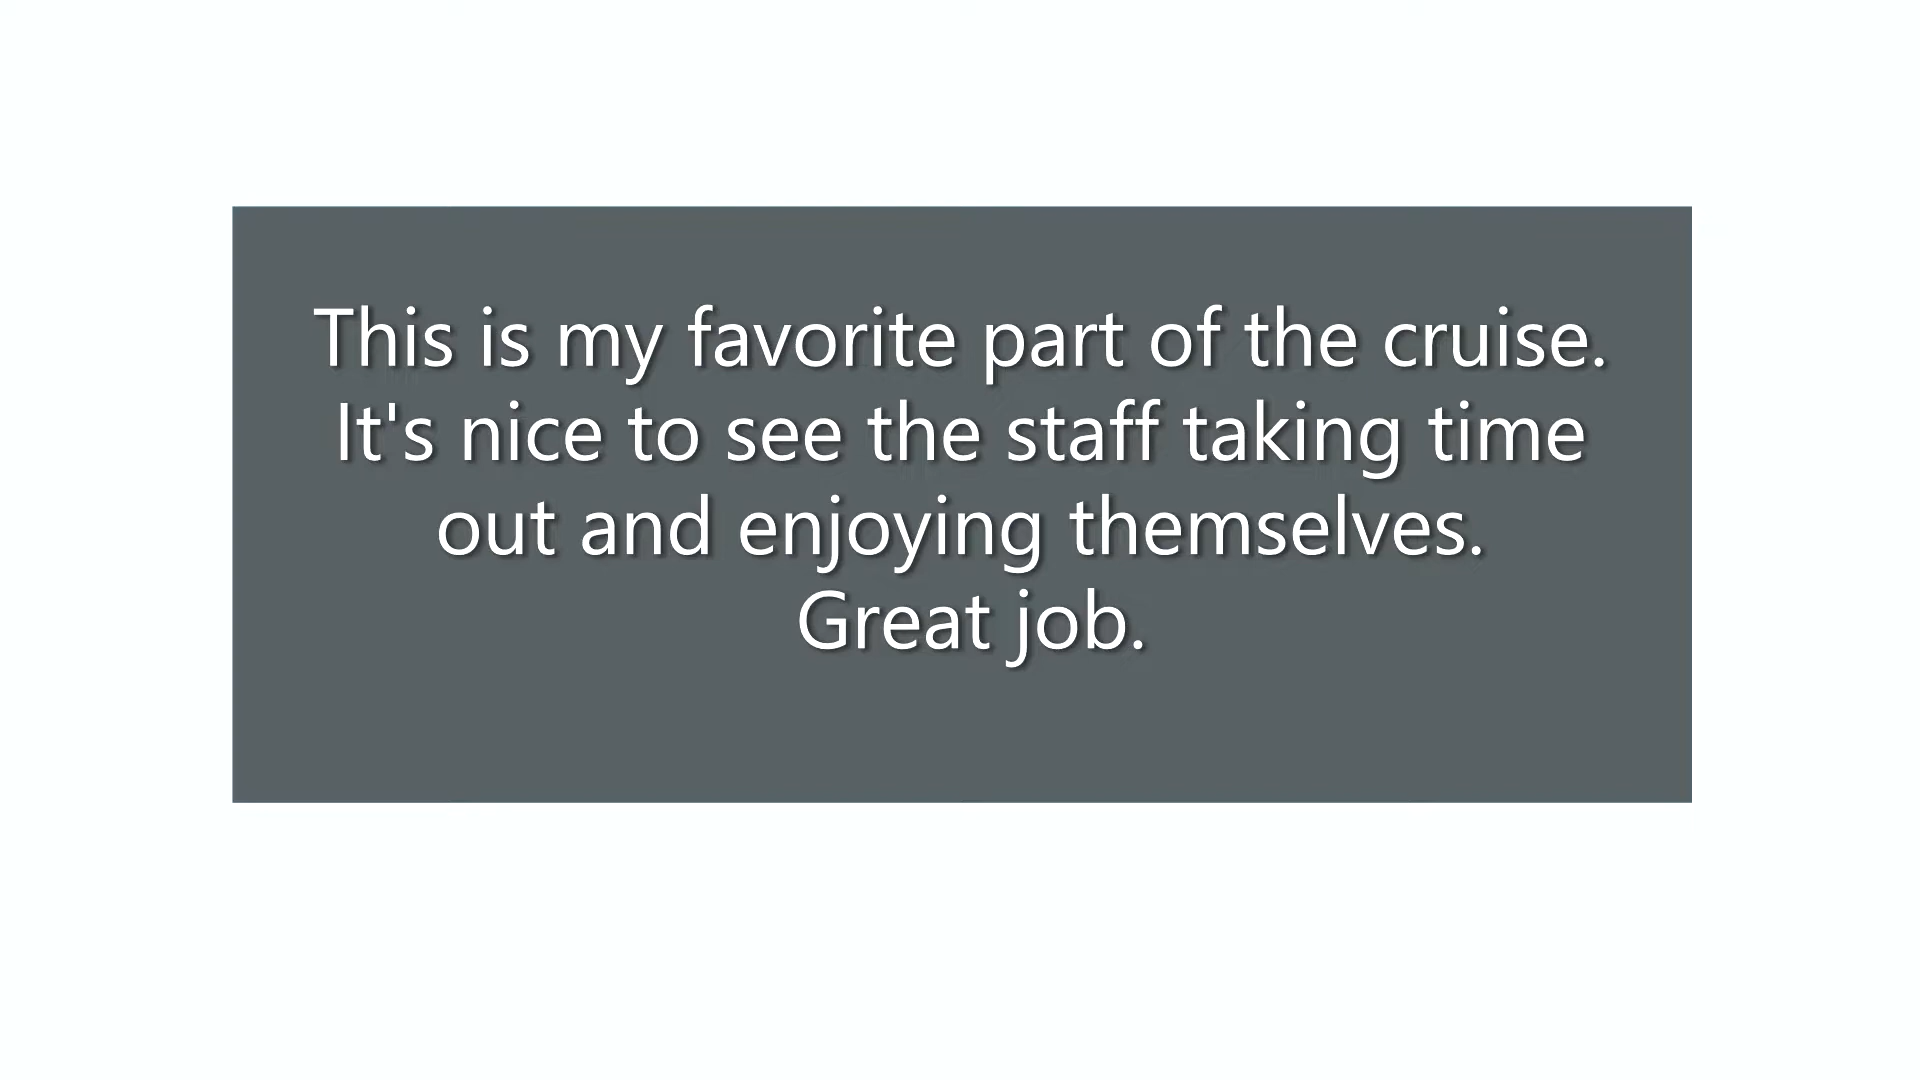 This is my favorite part of the cruise.
It's nice to see the staff taking time
out and enjoying themselves.
Great job.